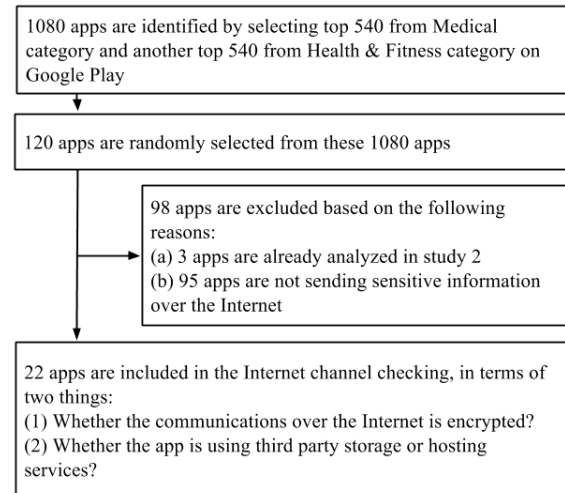 1080 apps are identified by selecting top 540 from Medical
category and another top 540 from Health & Fitness category on
Google Play
120 apps are randomly selected from these 1080 apps
98 apps are excluded based on the following
reasons:
(a) 3 apps are already analyzed in study 2
(b) 95 apps are not sending sensitive information
over the Internet
22 apps are included in the Internet channel checking, in terms of
two things:
(1) Whether the communications over the Internet is encrypted?
(2) Whether the app is using third party storage or hosting
services?